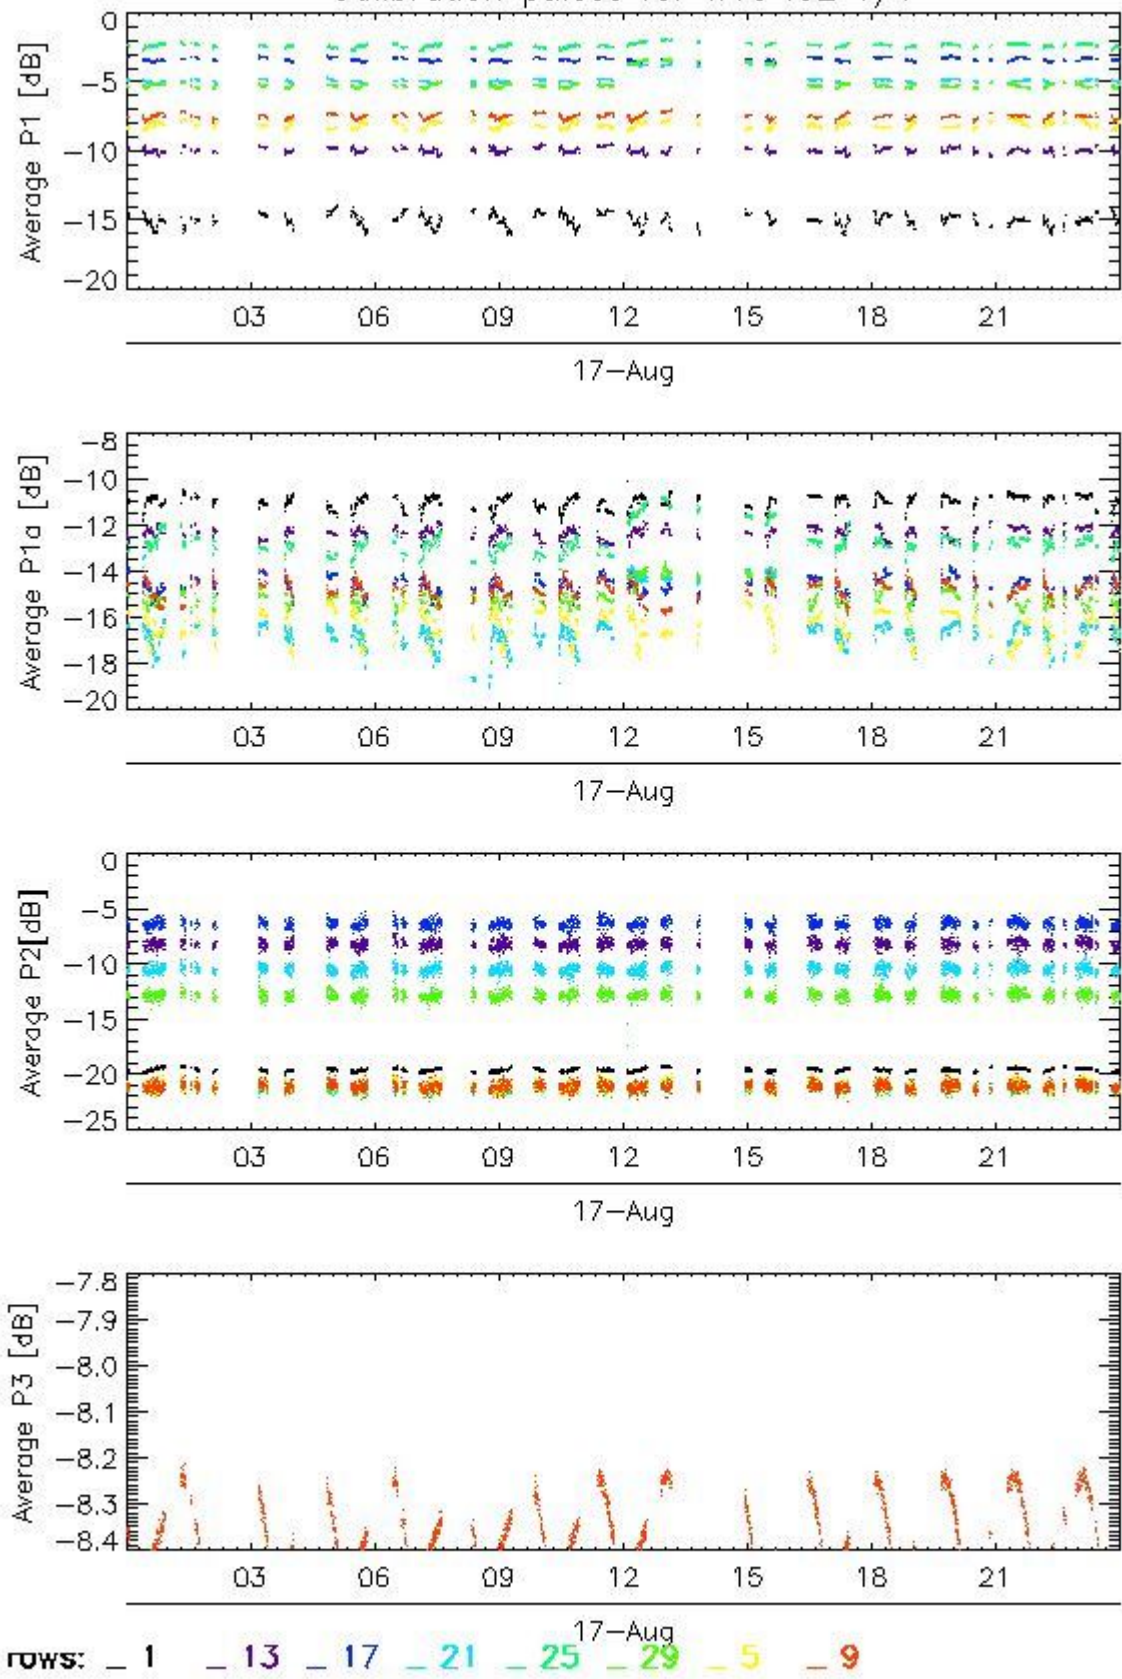 0
−5
−10
−15
−20
Average P1 [dB]
03 06 09 12 15 18 21
17−Aug
−8
−10
−12
−14
−16
−18
−20
Average P1a [dB]
03 06 09 12 15 18 21
17−Aug
0
−5
−10
−15
−20
−25
Average P2[dB]
03 06 09 12 15 18 21
17−Aug
−7.8
−7.9
−8.0
−8.1
−8.2
−8.3
−8.4
Average P3 [dB]
03 06 09 12 15 18 21
17−Aug
rows: _ 1 _ 13 _ 17 _ 21 _ 25 _ 29 _ 5 _ 9